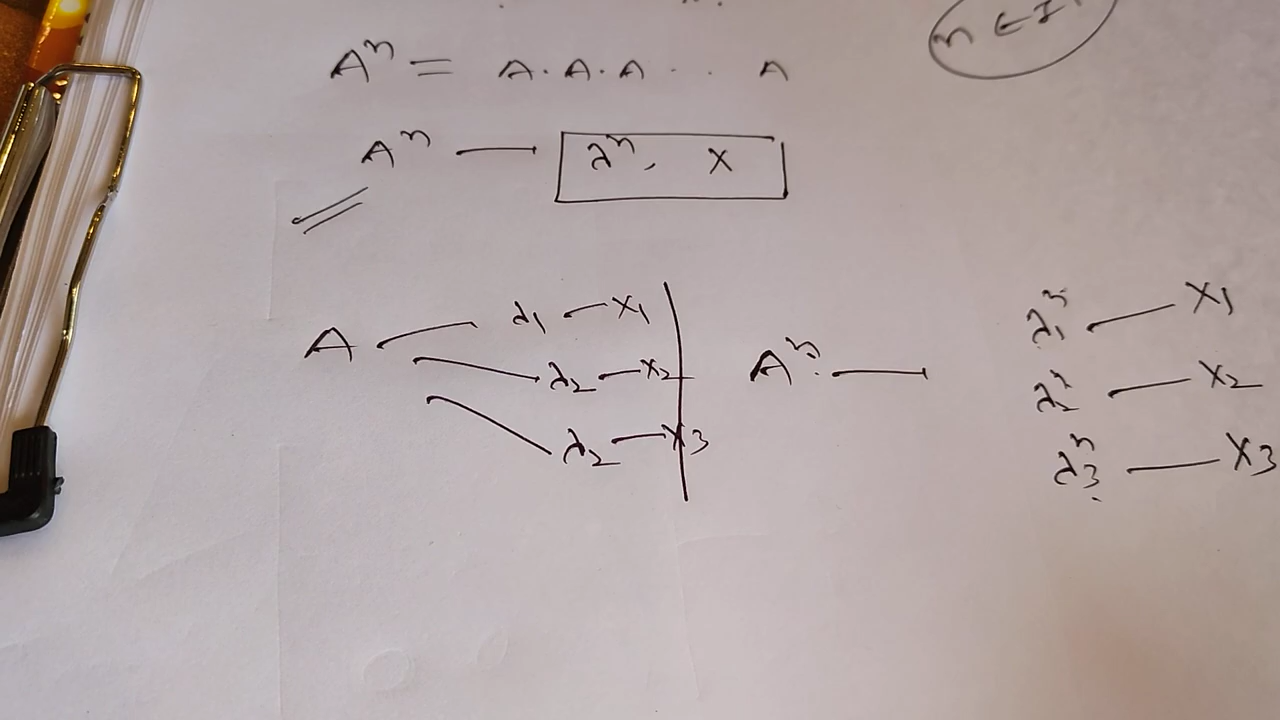 n ∈ I
Aⁿ = A·A·A . . A
Aⁿ — λⁿ, X
A — λ₁ — X₁
λ₂ — X₂
λ₂ — X₃
Aⁿ —
λ₁ⁿ — X₁
λ₂ⁿ — X₂
λ₃ⁿ — X₃